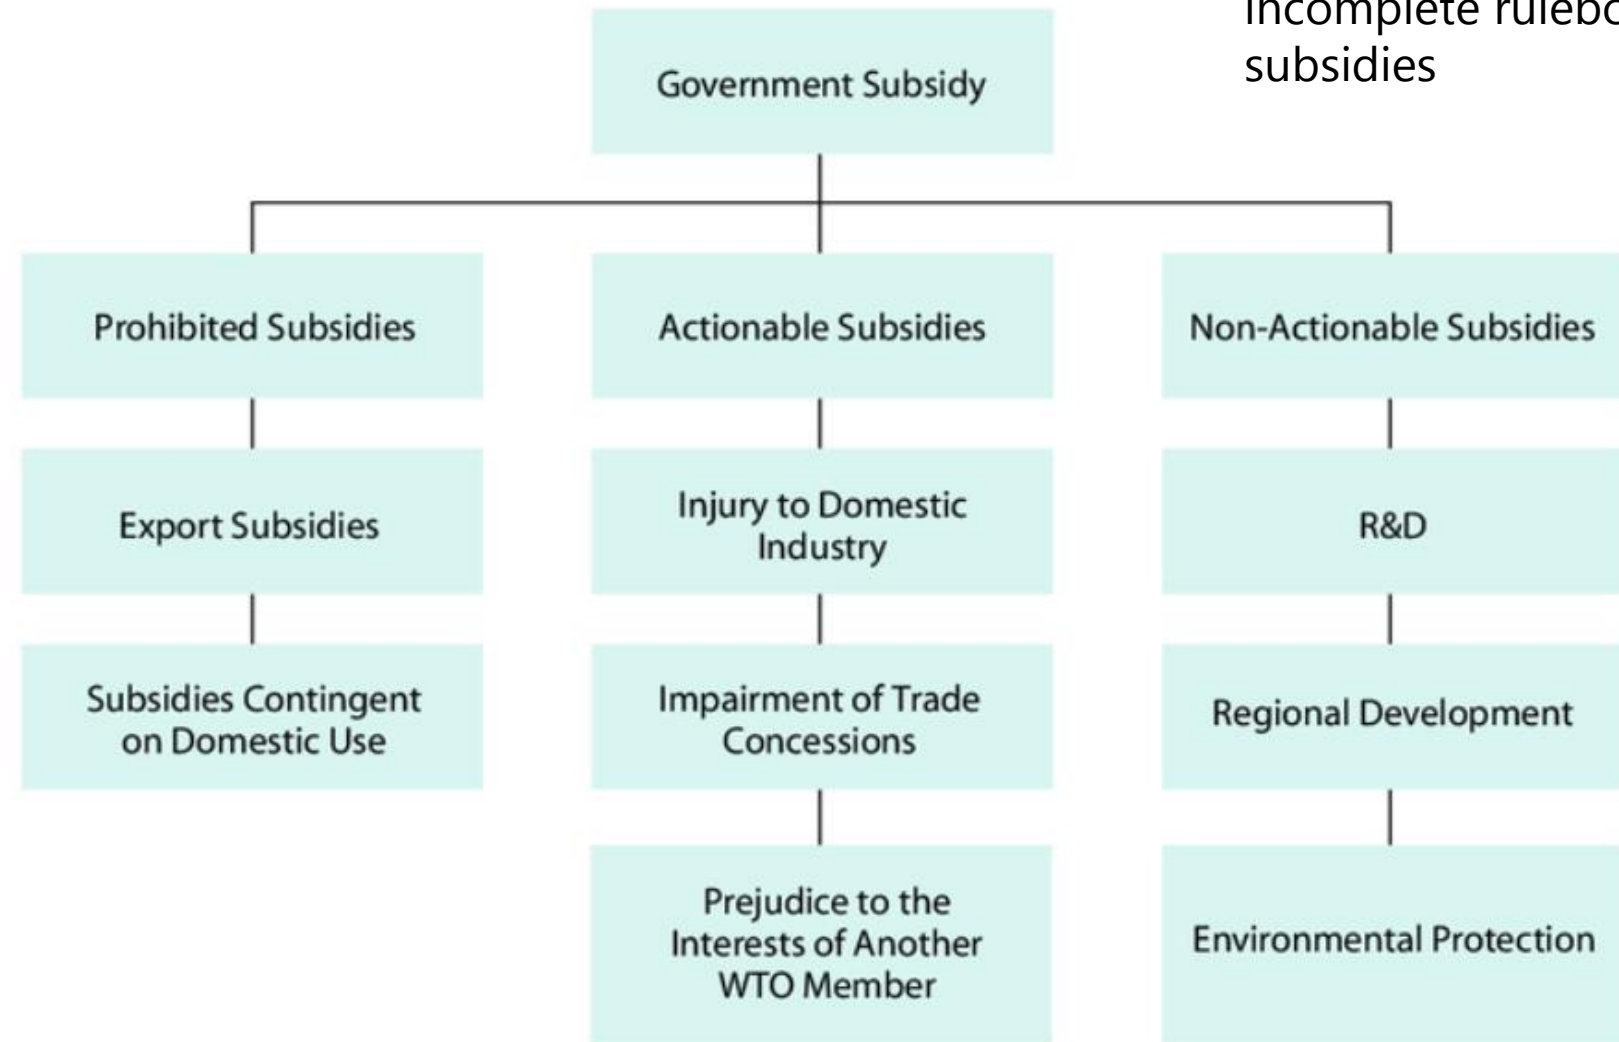 incomplete
subsidies
Government Subsidy
Prohibited Subsidies
Actionable Subsidies
Non-Actionable Subsidies
Export Subsidies
Injury to Domestic
Industry
R&D
Subsidies Contingent
on Domestic Use
Impairment of Trade
Concessions
Regional Development
Prejudice to the
Interests of Another
WTO Member
Environmental Protection